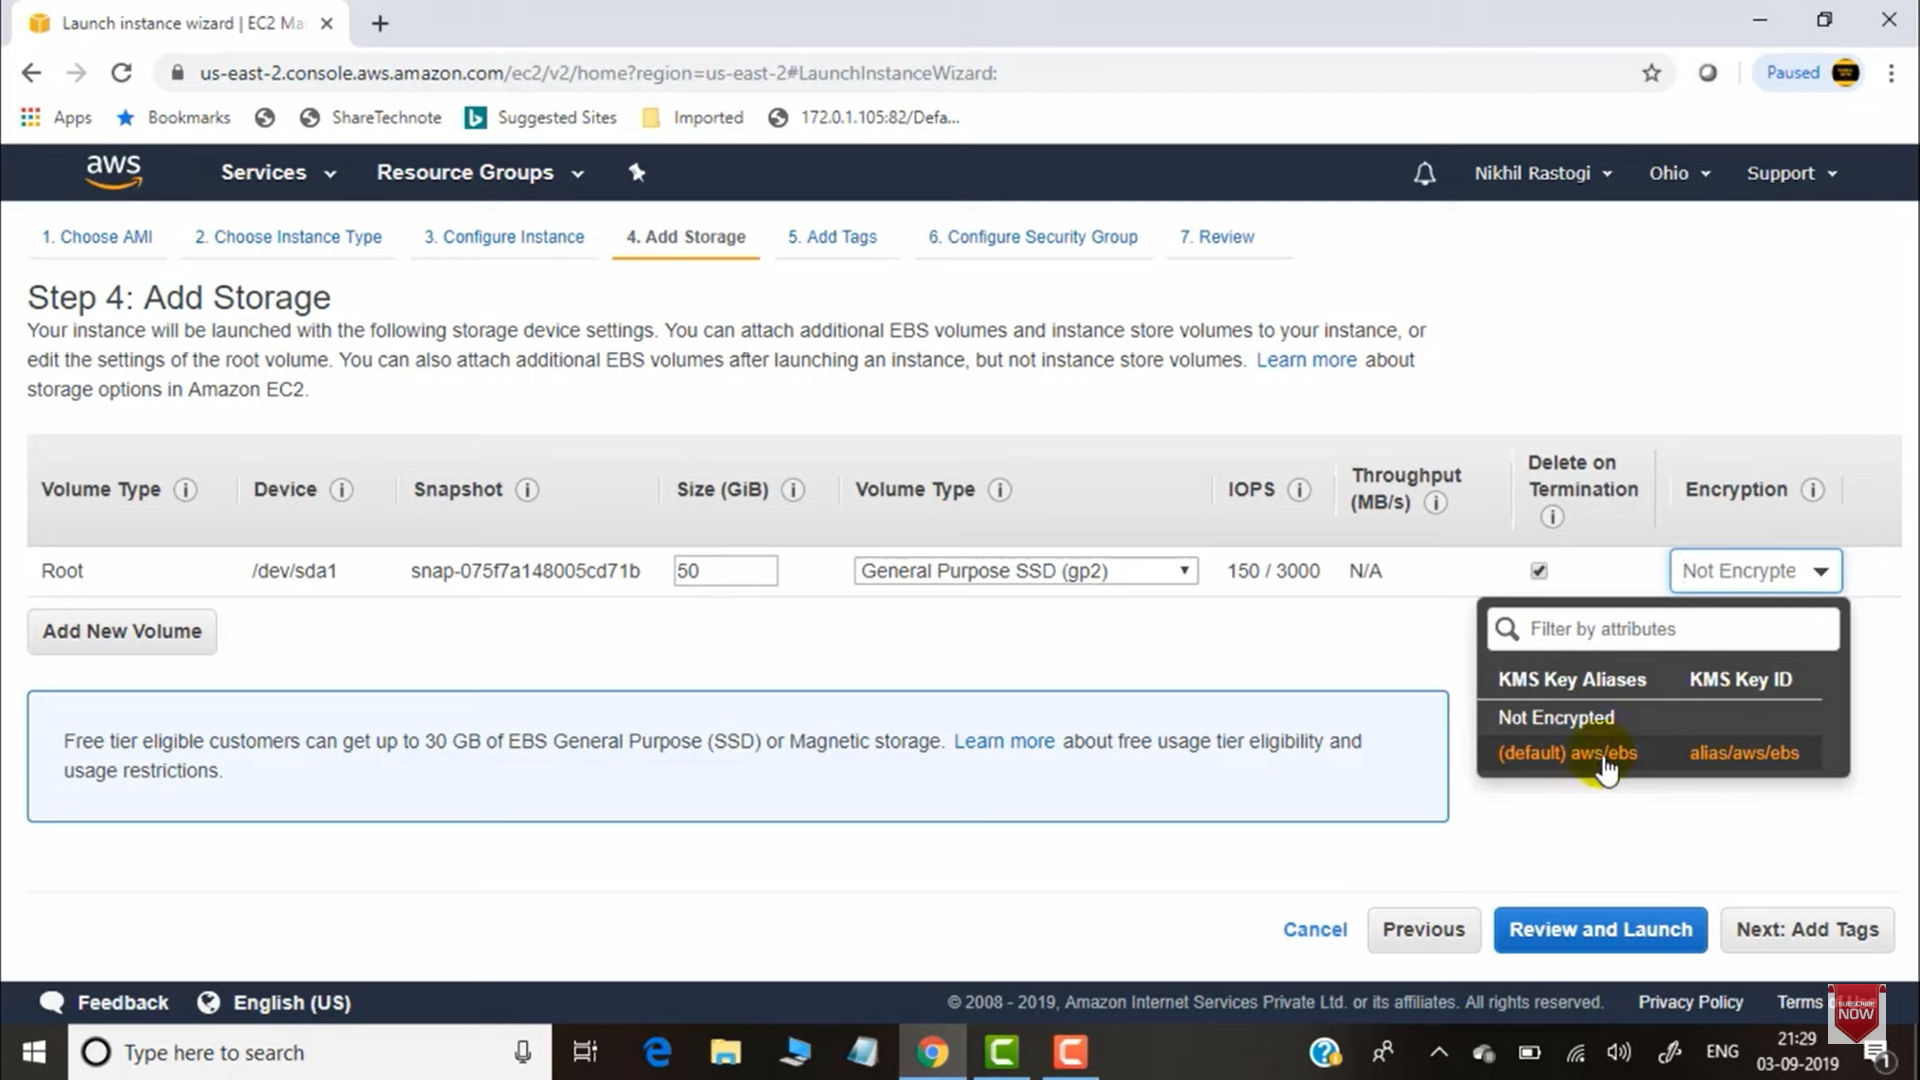 Launch instance wizard | EC2 Ma
us-east-2.console.aws.amazon.com/ec2/v2/home?region=us-east-2#LaunchInstanceWizard:
Paused
Apps
Bookmarks
ShareTechnote
Suggested Sites
Imported
172.0.1.105:82/Defa...
aws
Services
Resource Groups
Nikhil Rastogi
Ohio
Support
1. Choose AMI
2. Choose Instance Type
3. Configure Instance
4. Add Storage
5. Add Tags
6. Configure Security Group
7. Review
Step 4: Add Storage
Your instance will be launched with the following storage device settings. You can attach additional EBS volumes and instance store volumes to your instance, or
edit the settings of the root volume. You can also attach additional EBS volumes after launching an instance, but not instance store volumes. Learn more about
storage options in Amazon EC2.
Volume Type
Device
Snapshot
Size (GiB)
Volume Type
IOPS
Throughput
(MB/s)
Delete on
Termination
Encryption
Root
/dev/sda1
snap-075f7a148005cd71b
50
General Purpose SSD (gp2)
150 / 3000
N/A
Not Encrypte
Add New Volume
Filter by attributes
KMS Key Aliases
KMS Key ID
Not Encrypted
(default) aws/ebs
alias/aws/ebs
Free tier eligible customers can get up to 30 GB of EBS General Purpose (SSD) or Magnetic storage. Learn more about free usage tier eligibility and
usage restrictions.
Cancel
Previous
Review and Launch
Next: Add Tags
Feedback
English (US)
© 2008 - 2019, Amazon Internet Services Private Ltd. or its affiliates. All rights reserved.
Privacy Policy
Terms
SUBSCRIBE
NOW
Type here to search
ENG
21:29
03-09-2019
1